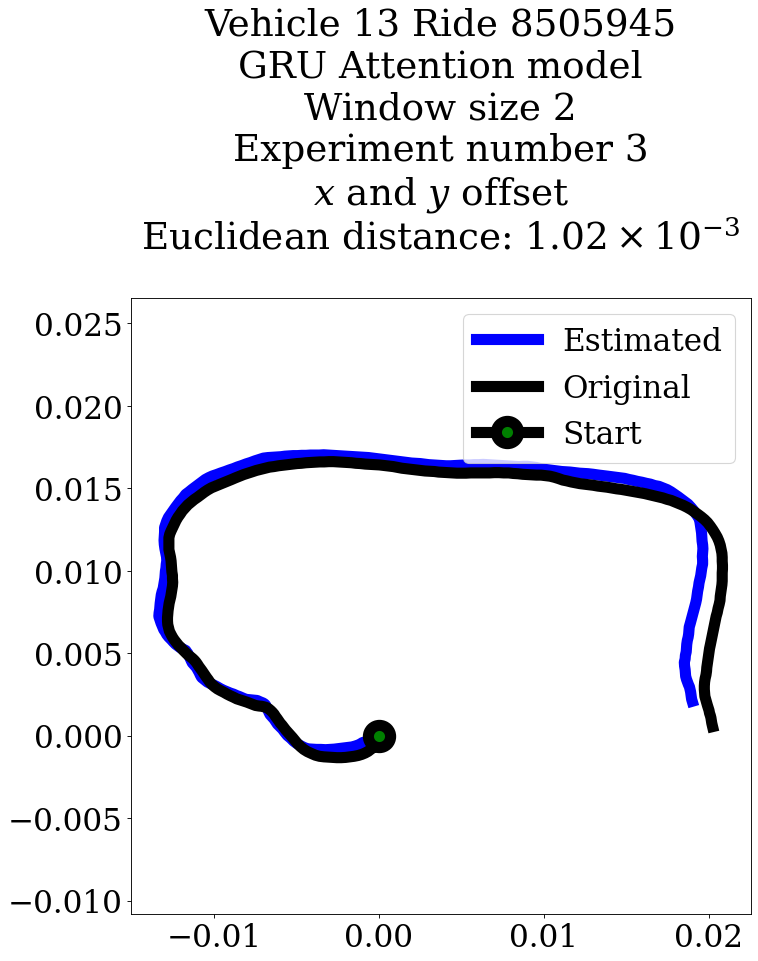 Vehicle 13 Ride 8505945
GRU Attention model
Window size 2
Experiment number 3
x and y offset
Euclidean distance: 1.02 × 10⁻³
Estimated
Original
Start
0.025
0.020
0.015
0.010
0.005
0.000
−0.005
−0.010
−0.01 0.00 0.01 0.02